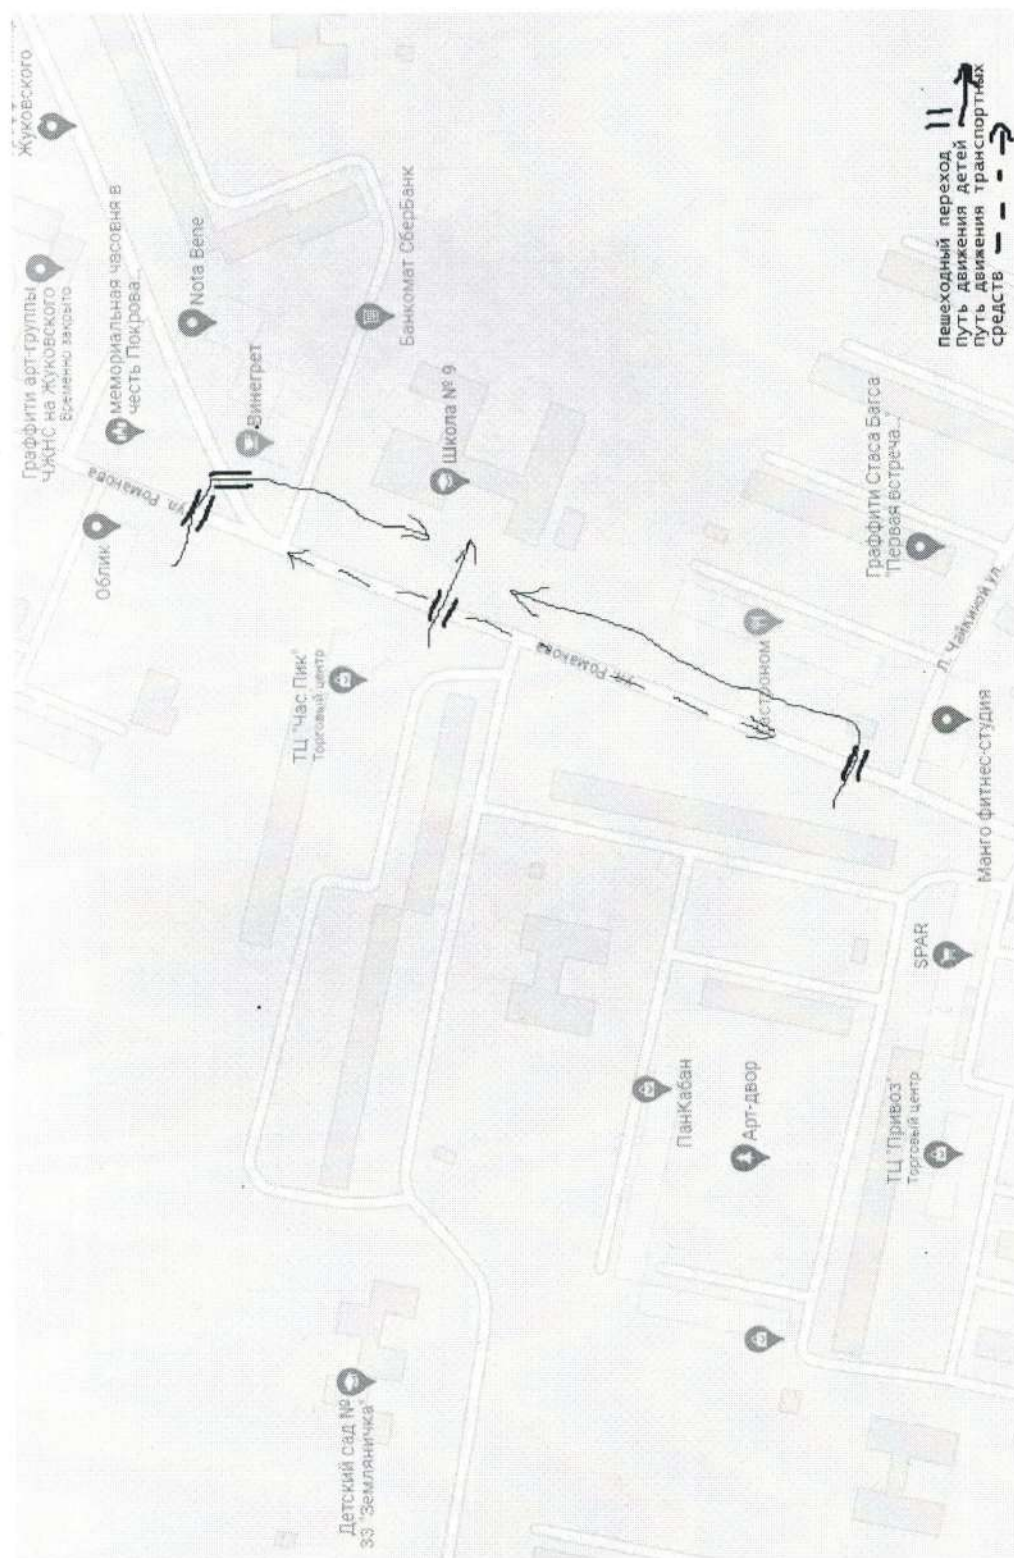 Жуковского
Граффити арт-группы
ЧЖНС на Жуковского
Временно закрыто
мемориальная часовня в
честь Покрова...
Nota Bene
Облик
ул. Романова
Винегрет
Банкомат СберБанк
ТЦ "Час Пик"
Торговый центр
Школа № 9
ул. Романова
астроном
Граффити Стаса Багса
"Первая встреча...
Л. Чайкиной ул.
Манго фитнес-студия
SPAR
ПанКабан
Арт-двор
ТЦ "Привоз"
Торговый центр
Детский сад №
33 "Земляничка"
Пешеходный переход
Путь движения детей
Путь движения транспортных
средств